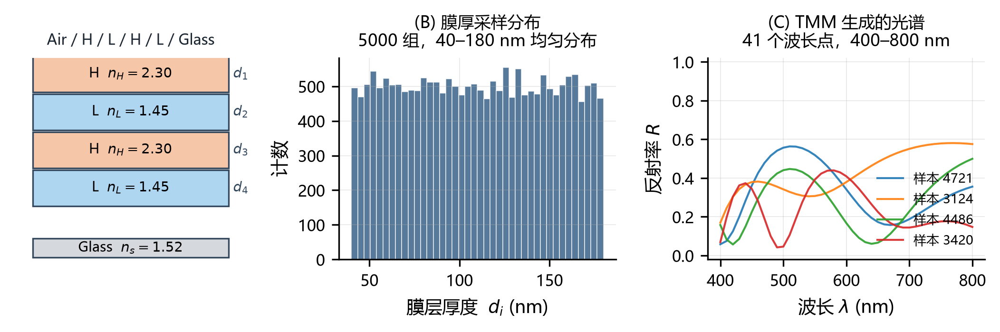 Air / H / L / H / L / Glass
H n_H = 2.30
d_1
L n_L = 1.45
d_2
H n_H = 2.30
d_3
L n_L = 1.45
d_4
Glass n_s = 1.52
(B) 膜厚采样分布
5000 组，40–180 nm 均匀分布
计数
500
400
300
200
100
0
50
100
150
膜层厚度 d_i (nm)
(C) TMM 生成的光谱
41 个波长点，400–800 nm
反射率 R
1.0
0.8
0.6
0.4
0.2
0.0
样本 4721
样本 3124
样本 4486
样本 3420
400
500
600
700
800
波长 λ (nm)